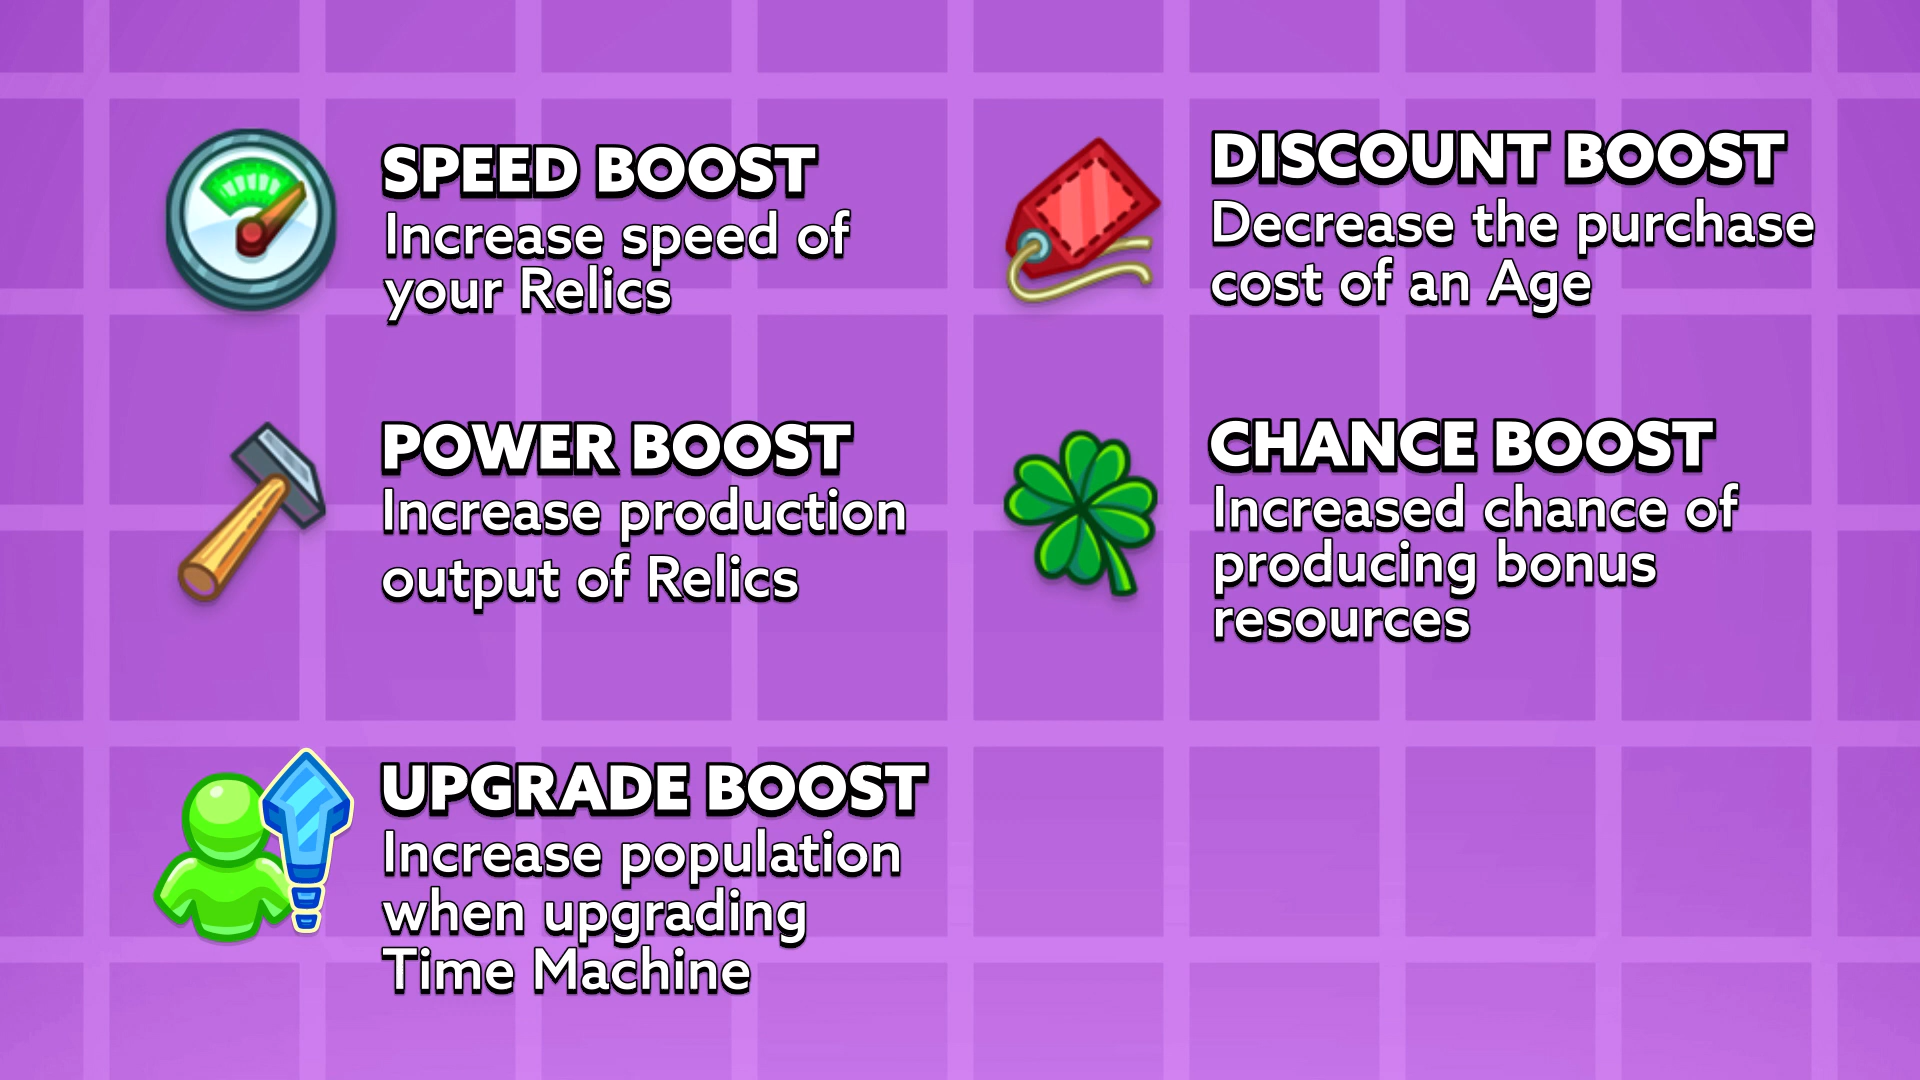 SPEED BOOST
Increase speed of
your Relics
DISCOUNT BOOST
Decrease the purchase
cost of an Age
POWER BOOST
Increase production
output of Relics
CHANCE BOOST
Increased chance of
producing bonus
resources
UPGRADE BOOST
Increase population
when upgrading
Time Machine